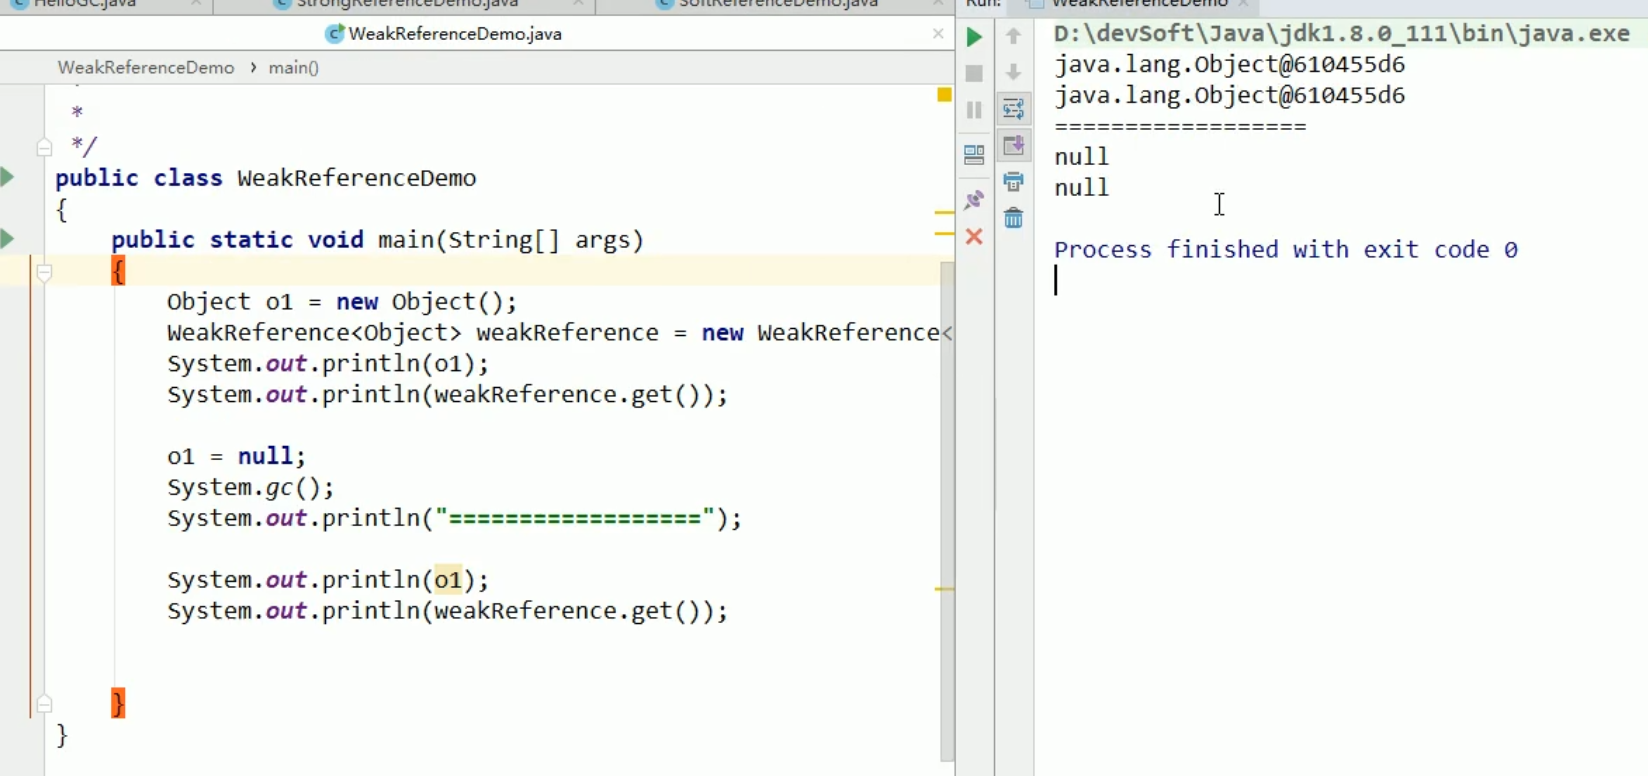 HelloGC.java
StrongReferenceDemo.java
SoftReferenceDemo.java
WeakReferenceDemo.java
WeakReferenceDemo › main()
*
*
*/
public class WeakReferenceDemo
{
public static void main(String[] args)
{
Object o1 = new Object();
WeakReference<Object> weakReference = new WeakReference<
System.out.println(o1);
System.out.println(weakReference.get());
o1 = null;
System.gc();
System.out.println("==================");
System.out.println(o1);
System.out.println(weakReference.get());
}
}
Run:
WeakReferenceDemo
D:\devSoft\Java\jdk1.8.0_111\bin\java.exe
java.lang.Object@610455d6
java.lang.Object@610455d6
==================
null
null
Process finished with exit code 0